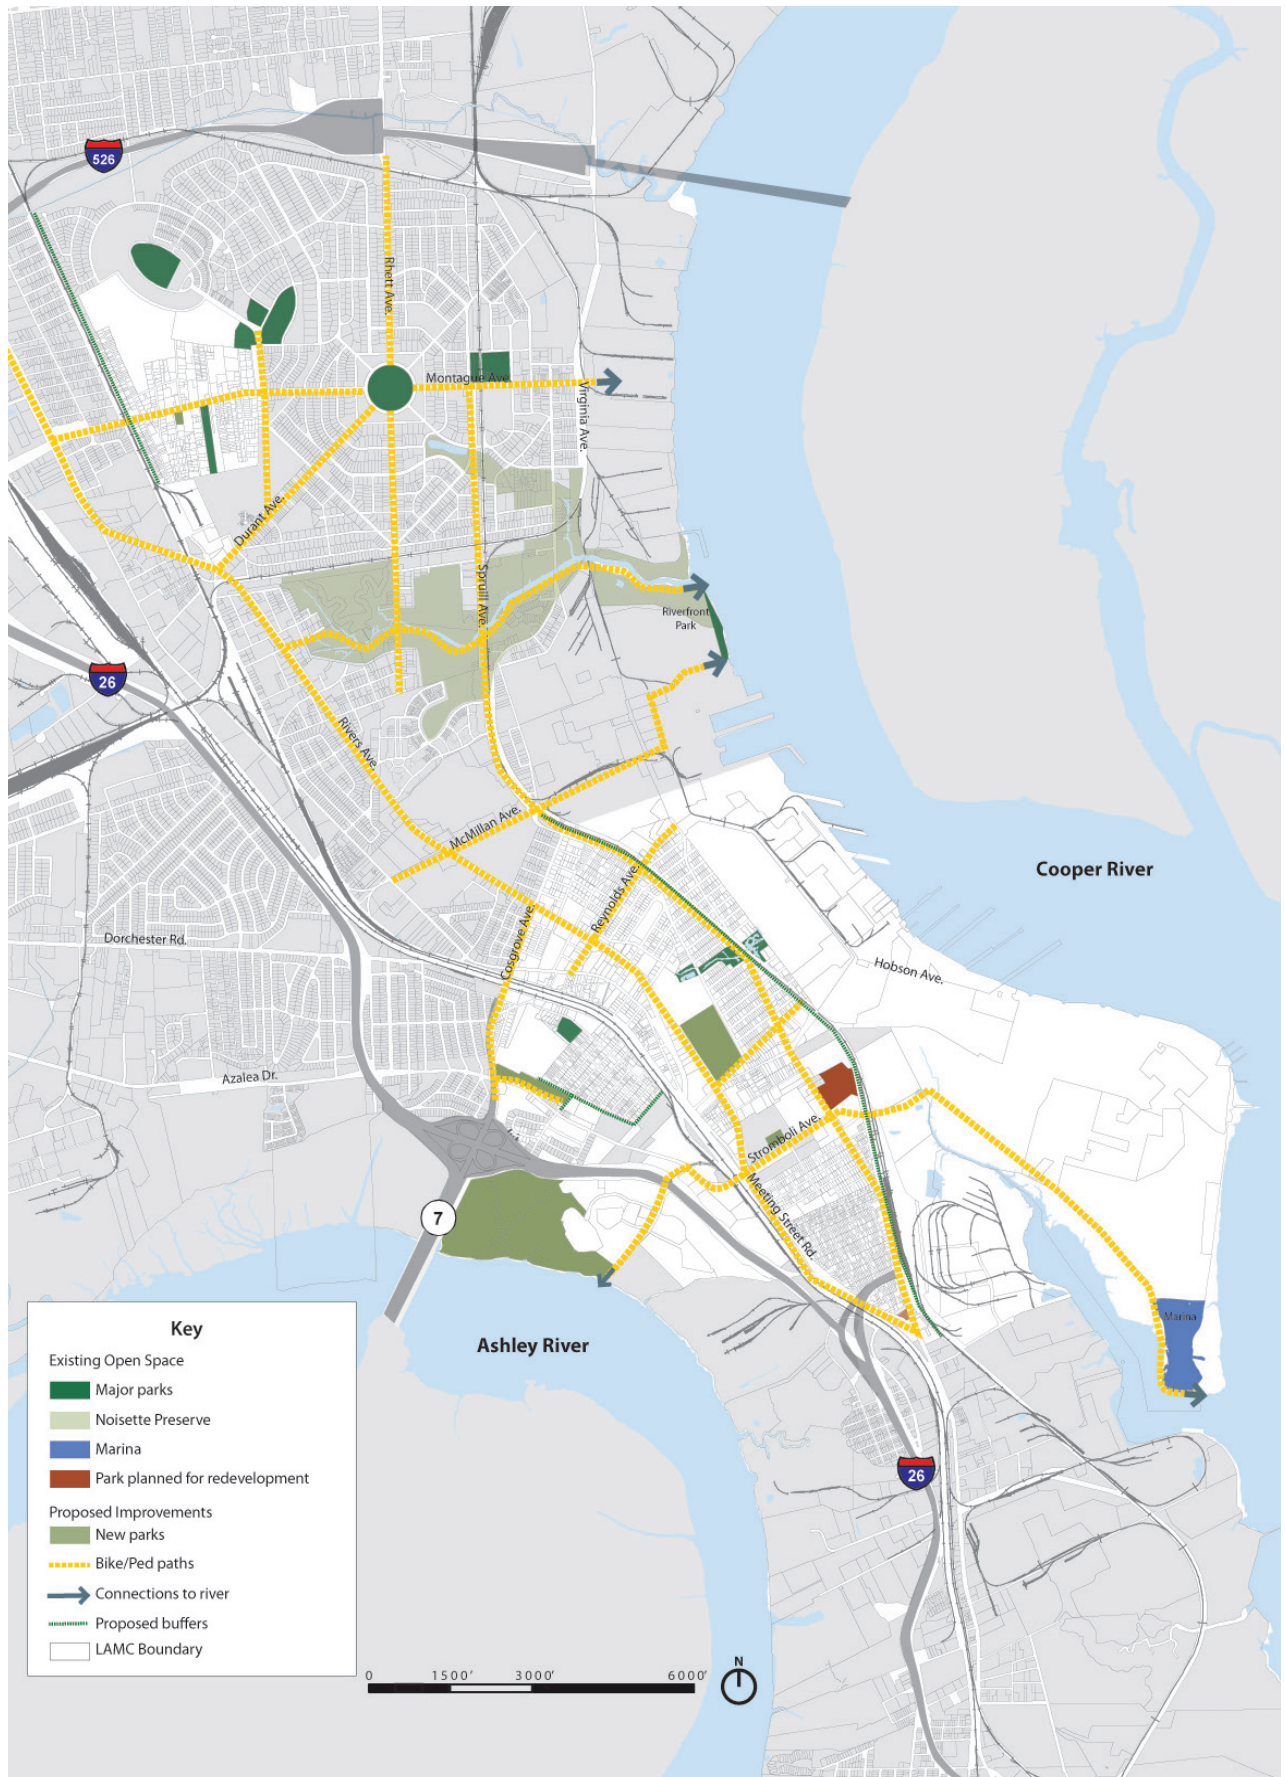 526
Rhett Ave.
Montague Ave.
Virginia Ave.
Durant Ave.
Spruill Ave.
Riverfront
Park
26
Rivers Ave.
McMillan Ave.
Cooper River
Reynolds Ave.
Cosgrove Ave.
Dorchester Rd.
Hobson Ave.
Azalea Dr.
Stromboli Ave.
Meeting Street Rd.
7
Marina
Ashley River
Key
Existing Open Space
Major parks
Noisette Preserve
Marina
Park planned for redevelopment
Proposed Improvements
New parks
Bike/Ped paths
Connections to river
Proposed buffers
LAMC Boundary
26
0 1500' 3000' 6000'
N